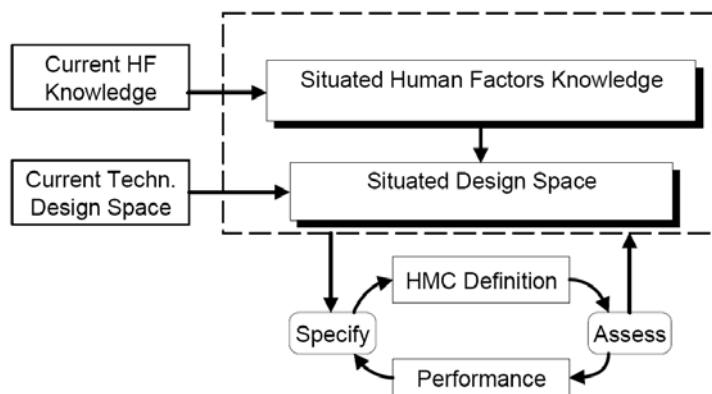 Current HF
Knowledge
Situated Human Factors Knowledge
Current Techn.
Design Space
Situated Design Space
HMC Definition
Specify
Assess
Performance